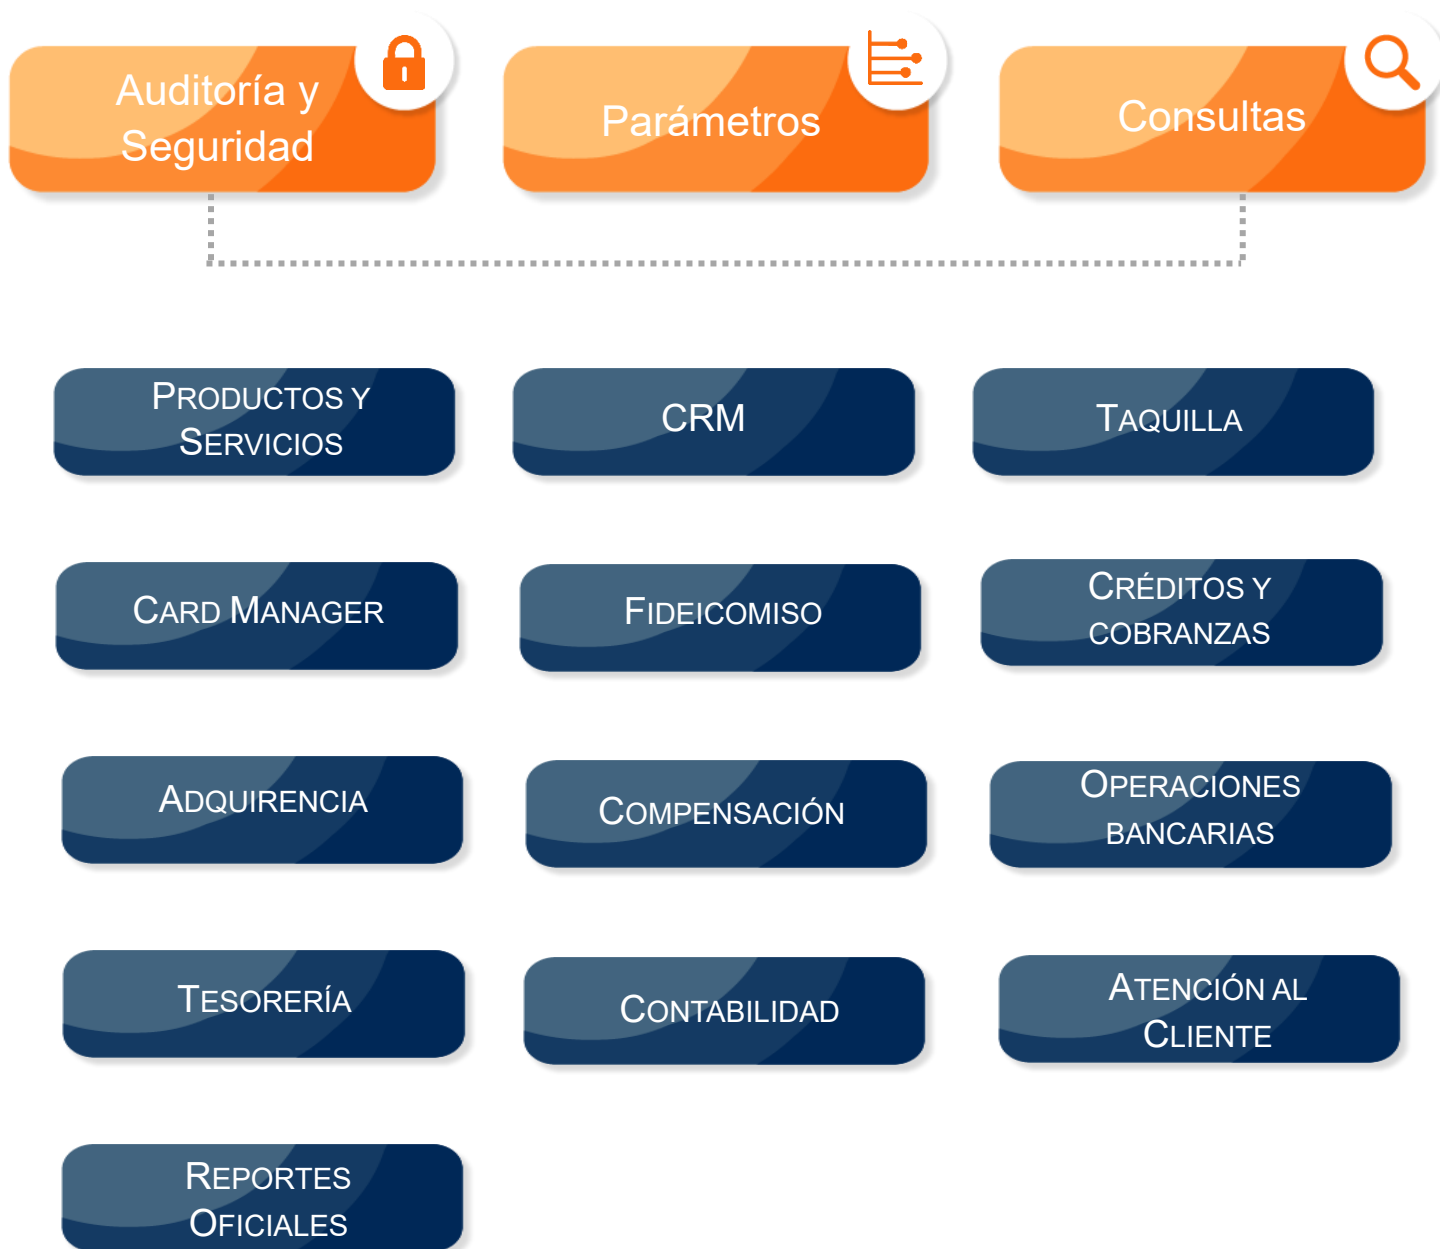 Auditoría y
Seguridad
Parámetros
Consultas
PRODUCTOS Y
SERVICIOS
CRM
TAQUILLA
CARD MANAGER
FIDEICOMISO
CRÉDITOS Y
COBRANZAS
ADQUIRENCIA
COMPENSACIÓN
OPERACIONES
BANCARIAS
TESORERÍA
CONTABILIDAD
ATENCIÓN AL
CLIENTE
REPORTES
OFICIALES